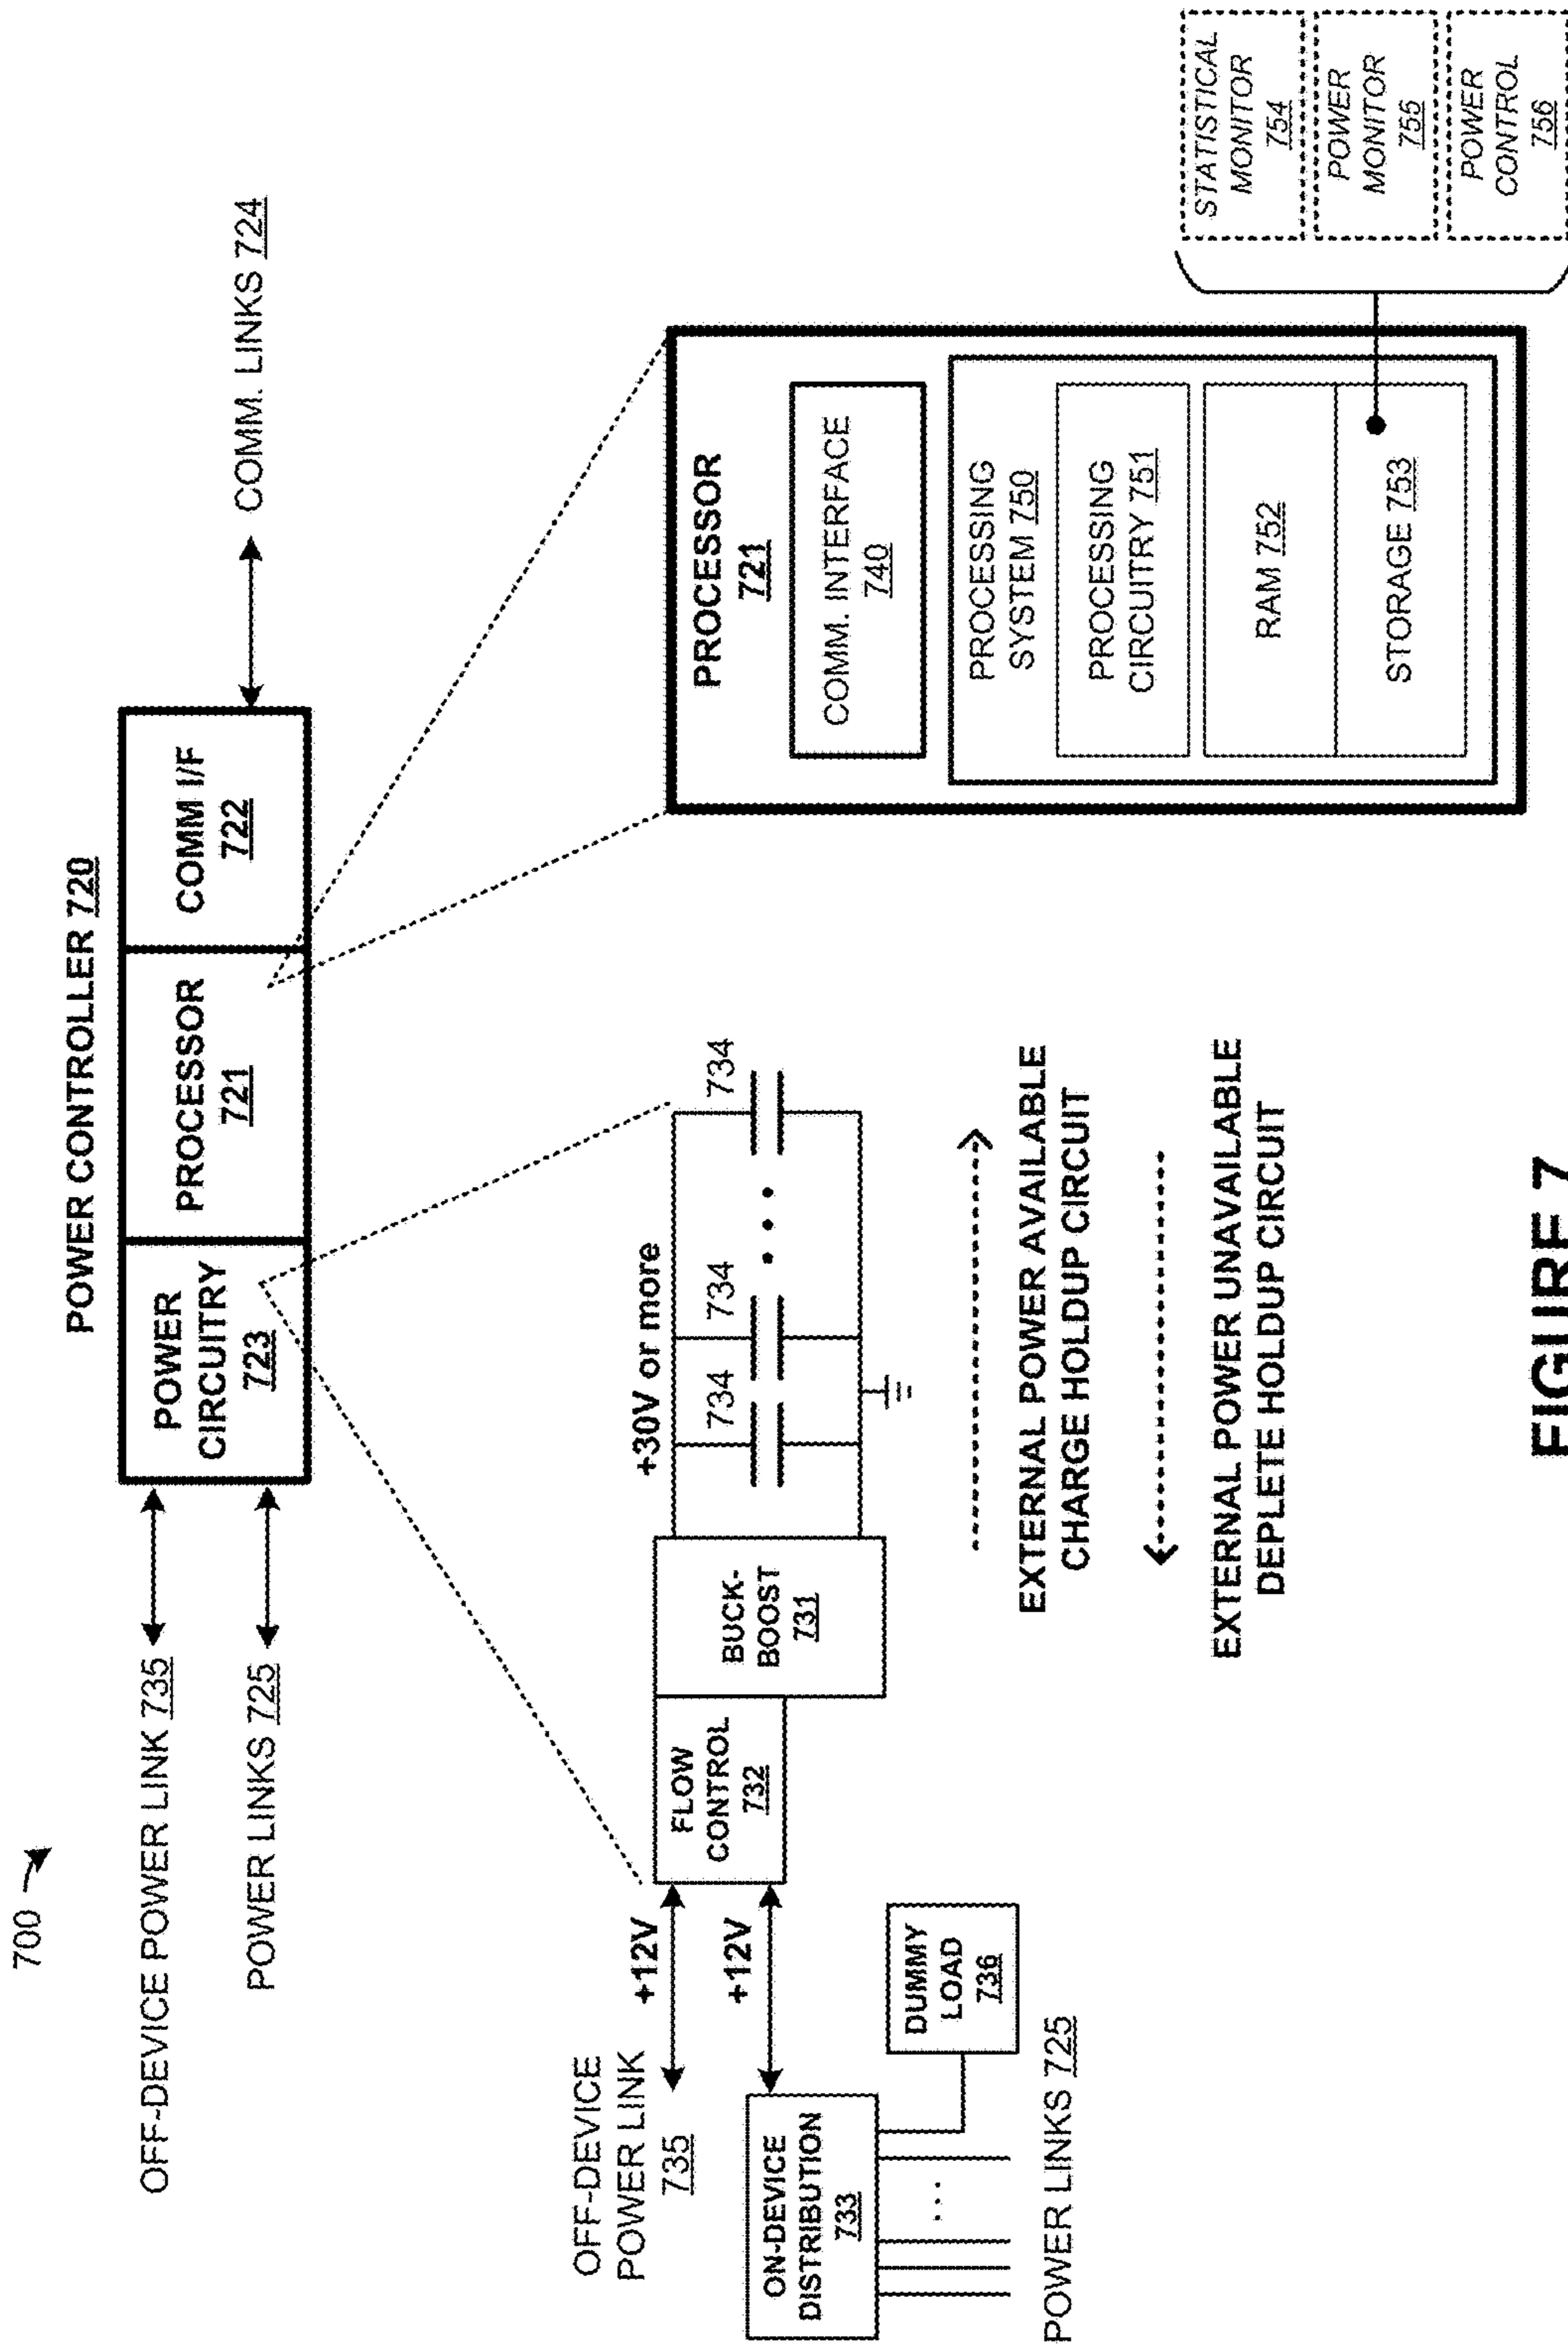 700
POWER CONTROLLER 720
OFF-DEVICE POWER LINK 735
POWER LINKS 725
POWER
CIRCUITRY
723
PROCESSOR
721
COMM I/F
722
COMM. LINKS 724
OFF-DEVICE
POWER LINK
735
+12V
+12V
FLOW
CONTROL
732
BUCK-
BOOST
731
+30V or more
734
734
734
ON-DEVICE
DISTRIBUTION
733
DUMMY
LOAD
736
POWER LINKS 725
EXTERNAL POWER AVAILABLE
CHARGE HOLDUP CIRCUIT
EXTERNAL POWER UNAVAILABLE
DEPLETE HOLDUP CIRCUIT
PROCESSOR
721
COMM. INTERFACE
740
PROCESSING
SYSTEM 750
PROCESSING
CIRCUITRY 751
RAM 752
STORAGE 753
STATISTICAL
MONITOR
754
POWER
MONITOR
755
POWER
CONTROL
756
FIGURE 7